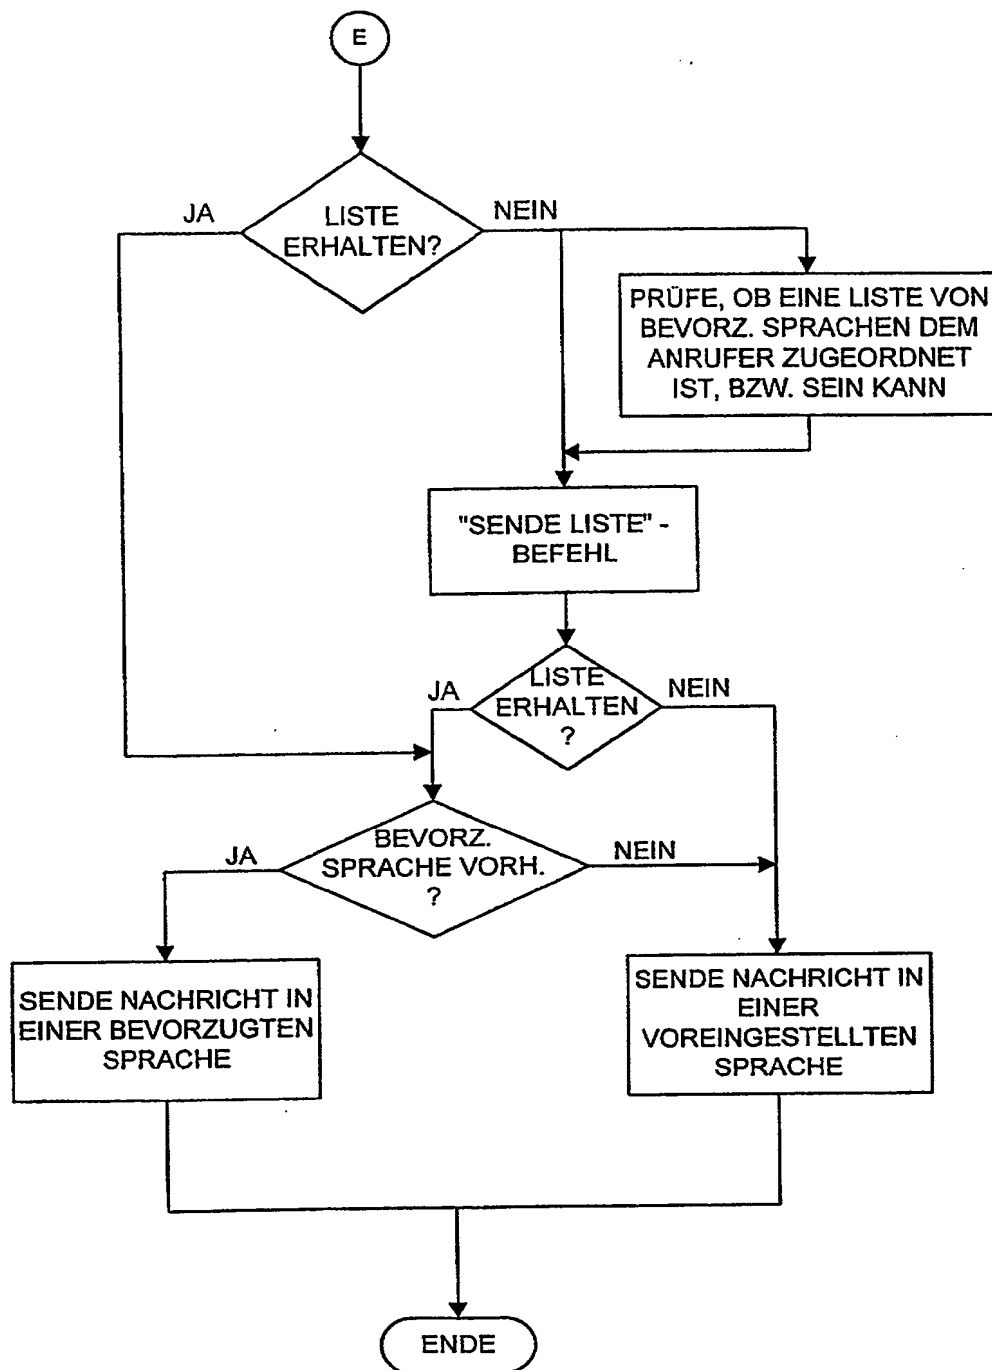 E
JA
LISTE
ERHALTEN?
NEIN
PRÜFE, OB EINE LISTE VON
BEVORZ. SPRACHEN DEM
ANRUFER ZUGEORDNET
IST, BZW. SEIN KANN
"SENDE LISTE" -
BEFEHL
JA
LISTE
ERHALTEN
?
NEIN
JA
BEVORZ.
SPRACHE VORH.
?
NEIN
SENDE NACHRICHT IN
EINER BEVORZUGTEN
SPRACHE
SENDE NACHRICHT IN
EINER
VOREINGESTELLTEN
SPRACHE
ENDE